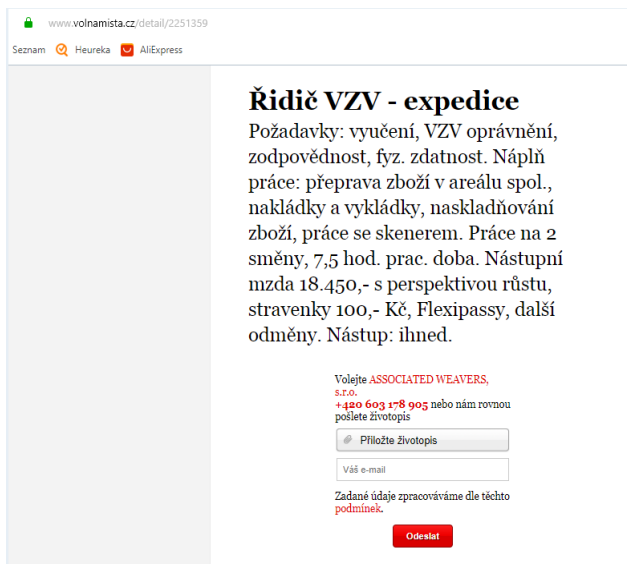 www.volnamista.cz/detail/2251359
Seznam Heureka AliExpress
Řidič VZV - expedice
Požadavky: vyučení, VZV oprávnění,
zodpovědnost, fyz. zdatnost. Náplň
práce: přeprava zboží v areálu spol.,
nakládky a vykládky, naskladňování
zboží, práce se skenerem. Práce na 2
směny, 7,5 hod. prac. doba. Nástupní
mzda 18.450,- s perspektivou růstu,
stravenky 100,- Kč, Flexipassy, další
odměny. Nástup: ihned.
Volejte ASSOCIATED WEAVERS,
s.r.o.
+420 603 178 905 nebo nám rovnou
pošlete životopis
Přiložte životopis
Váš e-mail
Zadané údaje zpracováváme dle těchto
podmínek.
Odeslat